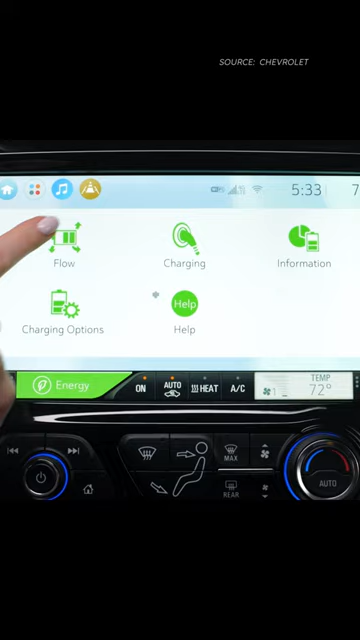 SOURCE: CHEVROLET
5:33
Flow
Charging
Information
Charging Options
Help
Help
Energy
ON
AUTO
HEAT
A/C
1
TEMP
72°
MAX
REAR
AUTO